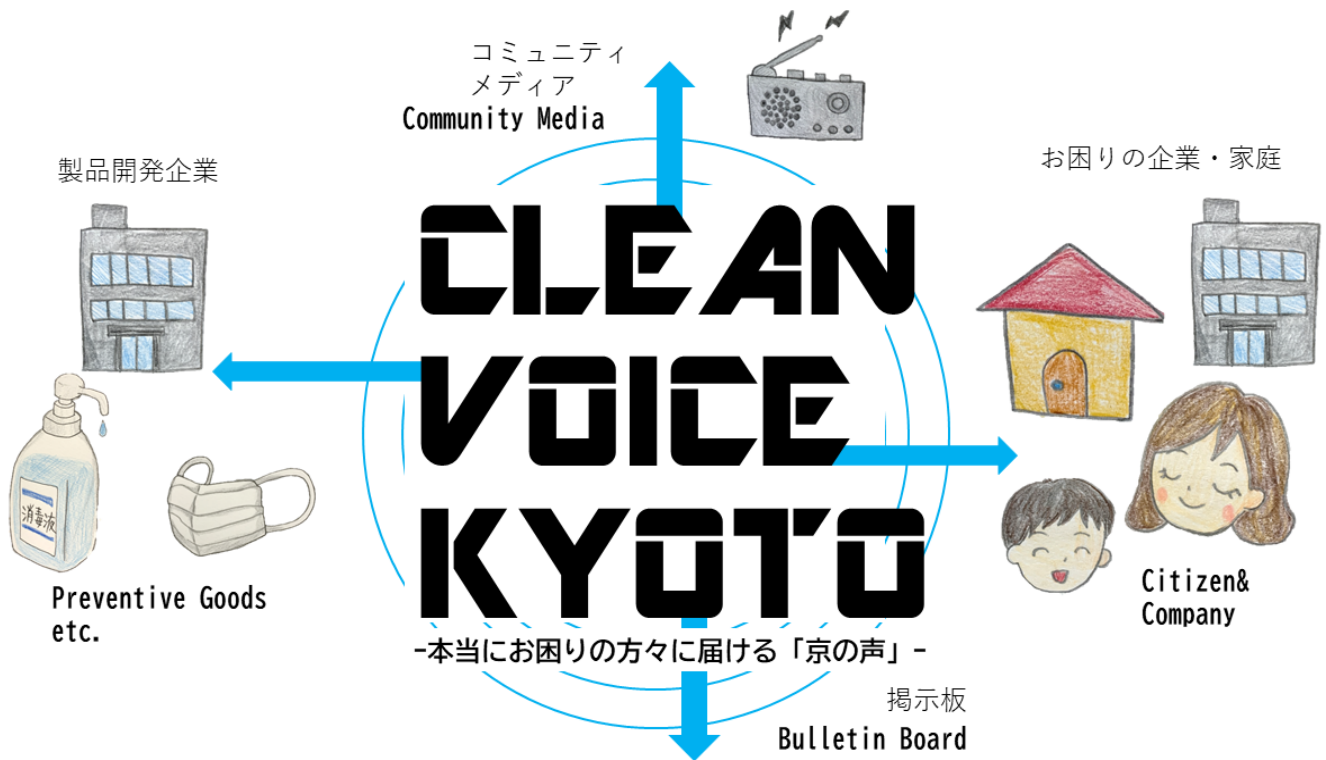 コミュニティ
メディア
Community Media
製品開発企業
お困りの企業・家庭
CLEAN
VOICE
KYOTO
-本当にお困りの方々に届ける「京の声」-
消毒液
Preventive Goods
etc.
Citizen&
Company
掲示板
Bulletin Board